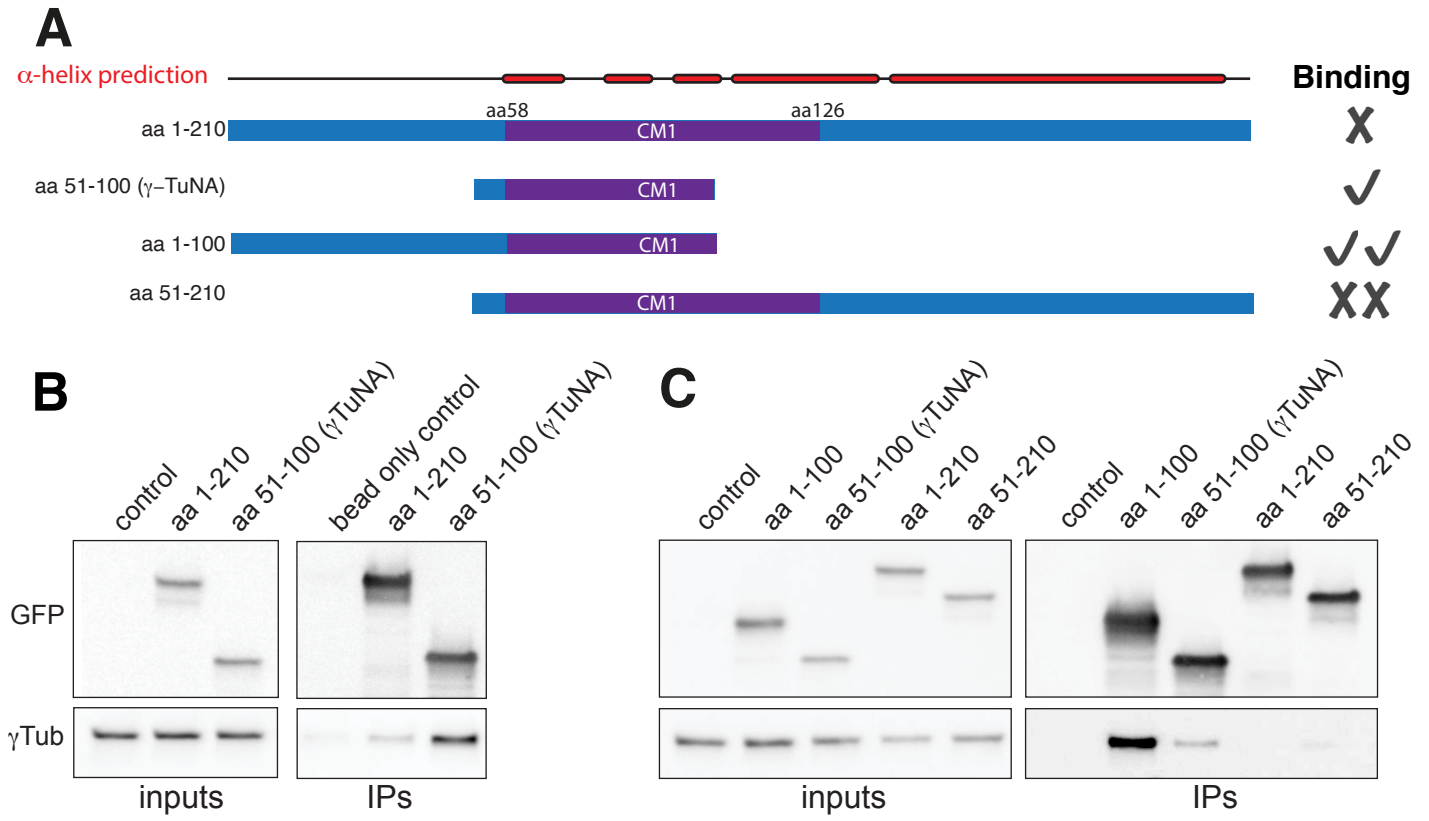 A
α-helix prediction
Binding
aa58
aa126
aa 1-210
CM1
aa 51-100 (γ−TuNA)
CM1
aa 1-100
CM1
aa 51-210
CM1
B
control
aa 1-210
aa 51-100 (γTuNA)
bead only control
aa 1-210
aa 51-100 (γTuNA)
GFP
γTub
inputs
IPs
C
control
aa 1-100
aa 51-100 (γTuNA)
aa 1-210
aa 51-210
control
aa 1-100
aa 51-100 (γTuNA)
aa 1-210
aa 51-210
inputs
IPs